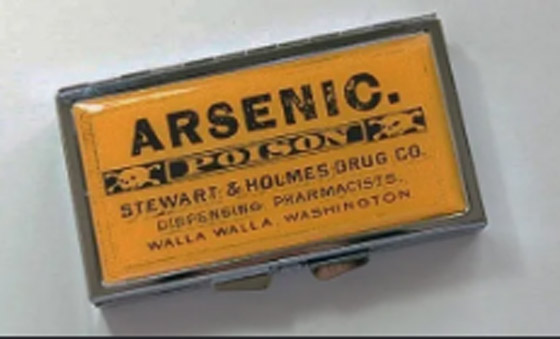 ARSENIC.
POISON
STEWART & HOLMES DRUG CO.
DISPENSING PHARMACISTS.
WALLA WALLA, WASHINGTON